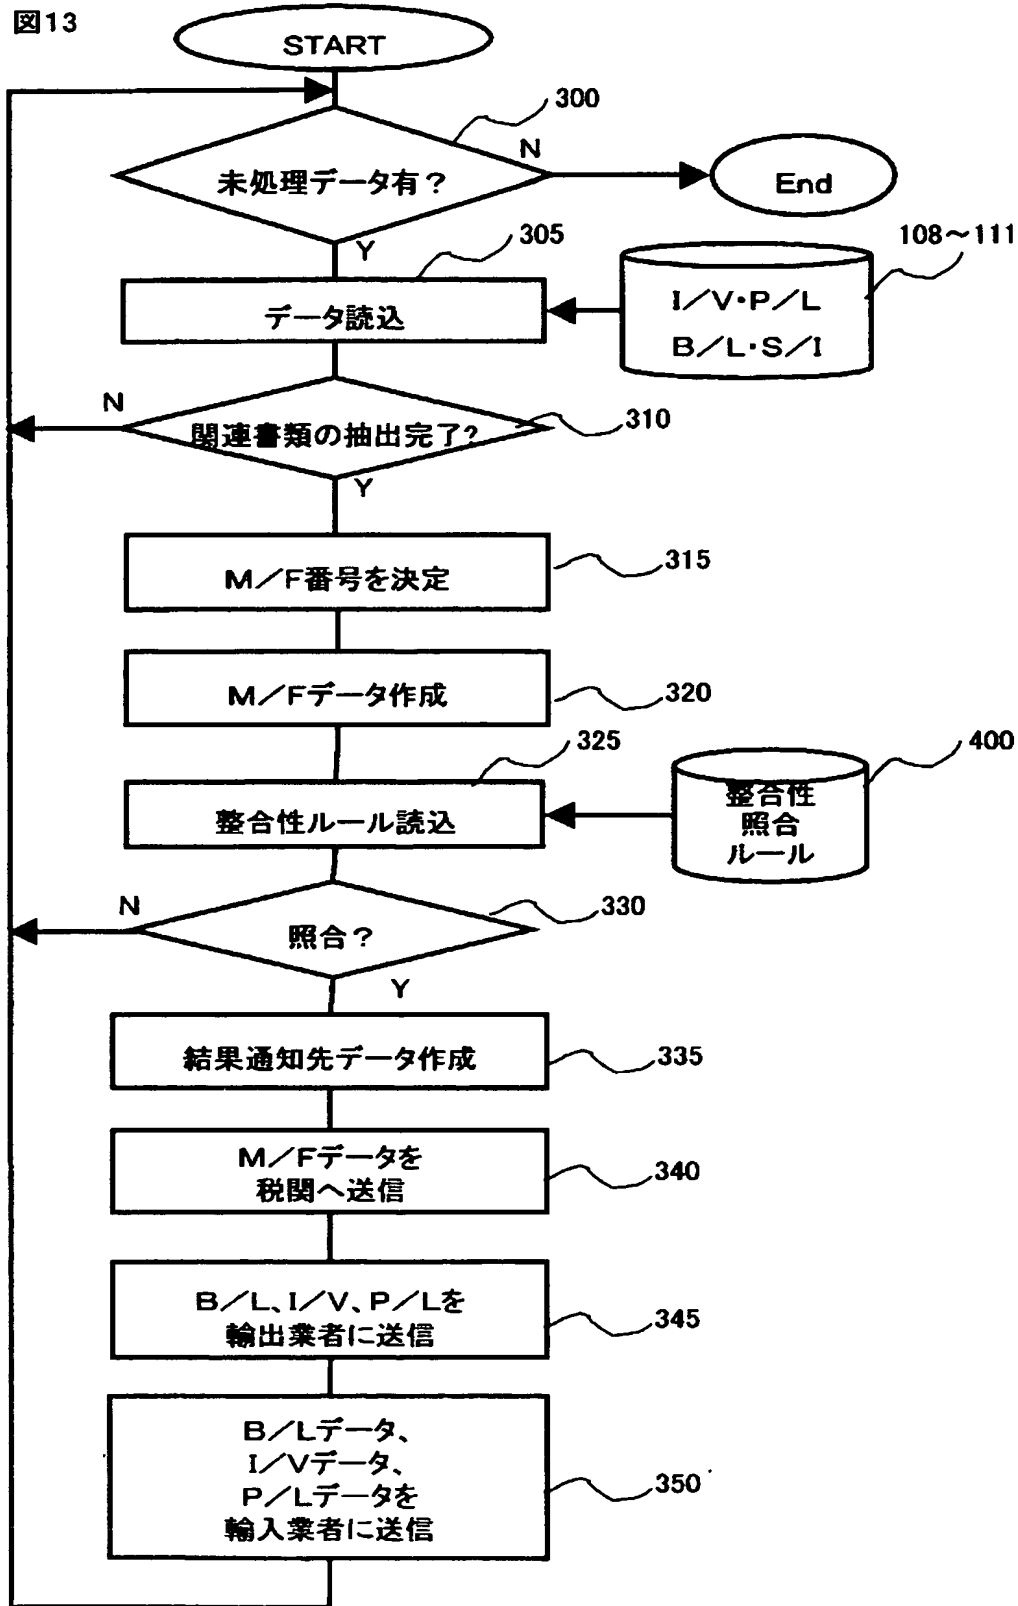 図13
START
300
未処理データ有?
N
End
Y
305
108～111
データ読込
I/V・P/L
B/L・S/I
N
関連書類の抽出完了?
310
Y
M/F番号を決定
315
M/Fデータ作成
320
325
400
整合性ルール読込
整合性
照合
ルール
N
330
照合?
Y
結果通知先データ作成
335
M/Fデータを
税関へ送信
340
B/L、I/V、P/Lを
輸出業者に送信
345
B/Lデータ、
I/Vデータ、
P/Lデータを
輸入業者に送信
350